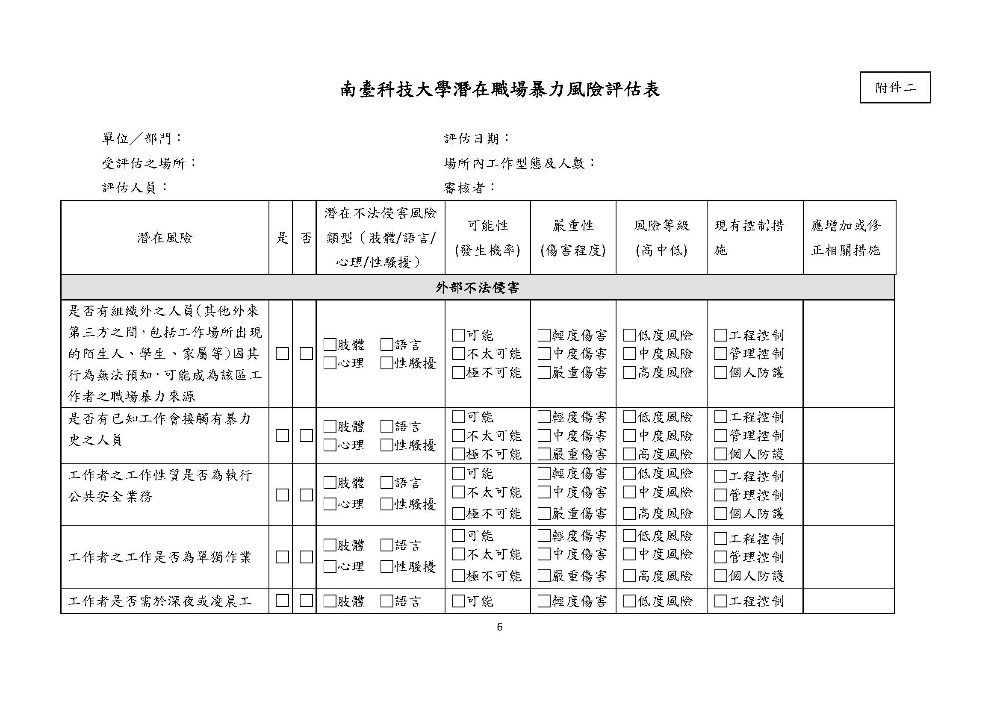 南臺科技大學潛在職場暴力風險評估表
附件二
單位／部門：
評估日期：
受評估之場所：
場所內工作型態及人數：
評估人員：
審核者：
潛在風險
是
否
潛在不法侵害風險
類型（肢體/語言/
心理/性騷擾）
可能性
(發生機率)
嚴重性
(傷害程度)
風險等級
(高中低)
現有控制措
施
應增加或修
正相關措施
外部不法侵害
是否有組織外之人員(其他外來
第三方之間，包括工作場所出現
的陌生人、學生、家屬等)因其
行為無法預知，可能成為該區工
作者之職場暴力來源
□
□
□肢體 □語言
□心理 □性騷擾
□可能
□不太可能
□極不可能
□輕度傷害
□中度傷害
□嚴重傷害
□低度風險
□中度風險
□高度風險
□工程控制
□管理控制
□個人防護
是否有已知工作會接觸有暴力
史之人員
□
□
□肢體 □語言
□心理 □性騷擾
□可能
□不太可能
□極不可能
□輕度傷害
□中度傷害
□嚴重傷害
□低度風險
□中度風險
□高度風險
□工程控制
□管理控制
□個人防護
工作者之工作性質是否為執行
公共安全業務
□
□
□肢體 □語言
□心理 □性騷擾
□可能
□不太可能
□極不可能
□輕度傷害
□中度傷害
□嚴重傷害
□低度風險
□中度風險
□高度風險
□工程控制
□管理控制
□個人防護
工作者之工作是否為單獨作業
□
□
□肢體 □語言
□心理 □性騷擾
□可能
□不太可能
□極不可能
□輕度傷害
□中度傷害
□嚴重傷害
□低度風險
□中度風險
□高度風險
□工程控制
□管理控制
□個人防護
工作者是否需於深夜或凌晨工
□
□
□肢體 □語言
□可能
□輕度傷害
□低度風險
□工程控制
6